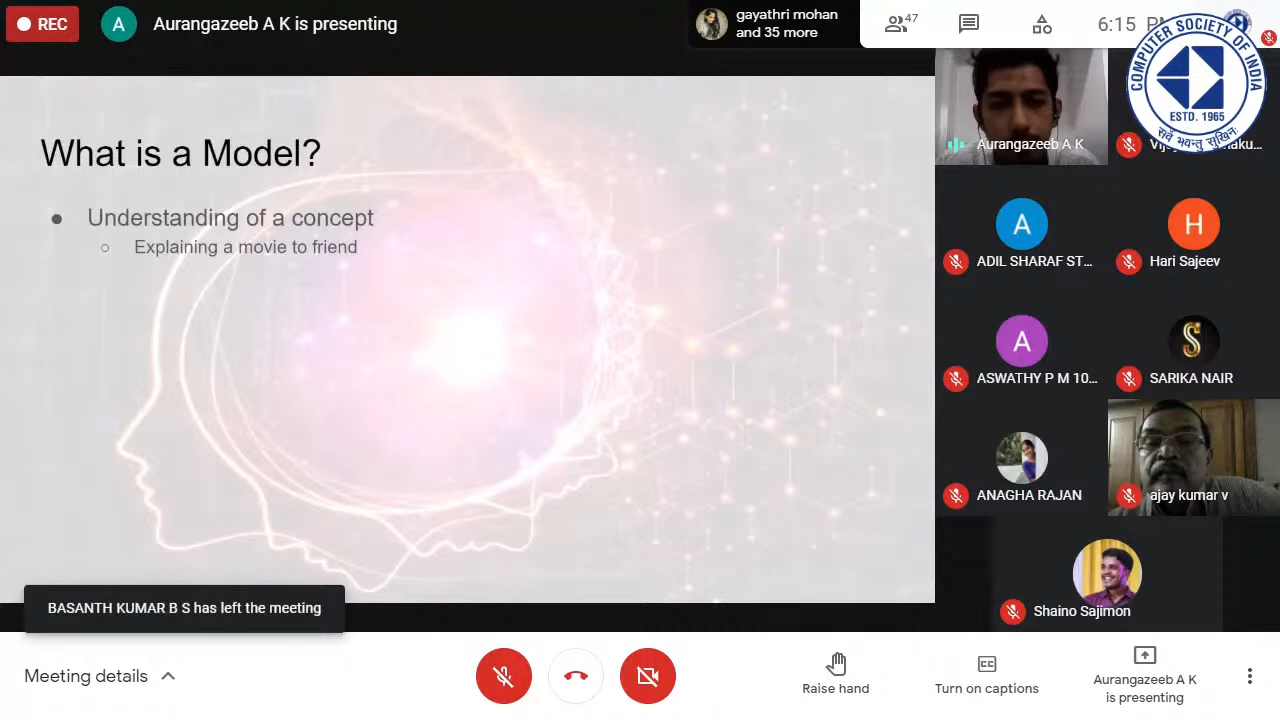 REC
A
Aurangazeeb A K is presenting
gayathri mohan
and 35 more
47
6:15
COMPUTER SOCIETY OF INDIA
ESTD. 1965
सर्वे भवन्तु सुखिनः
What is a Model?
Understanding of a concept
Explaining a movie to friend
Aurangazeeb A K
A
ADIL SHARAF ST...
H
Hari Sajeev
A
ASWATHY P M 10...
S
SARIKA NAIR
ANAGHA RAJAN
ajay kumar v
Shaino Sajimon
BASANTH KUMAR B S has left the meeting
Meeting details
Raise hand
CC
Turn on captions
Aurangazeeb A K
is presenting